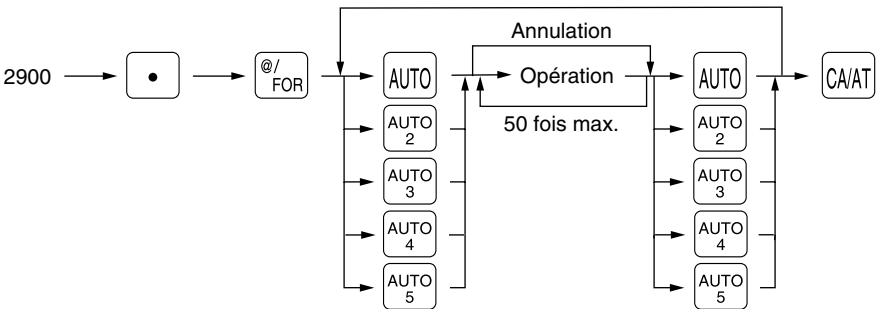 Annulation
2900 • @/FOR AUTO Opération AUTO CA/AT
50 fois max.
AUTO 2 AUTO 2
AUTO 3 AUTO 3
AUTO 4 AUTO 4
AUTO 5 AUTO 5